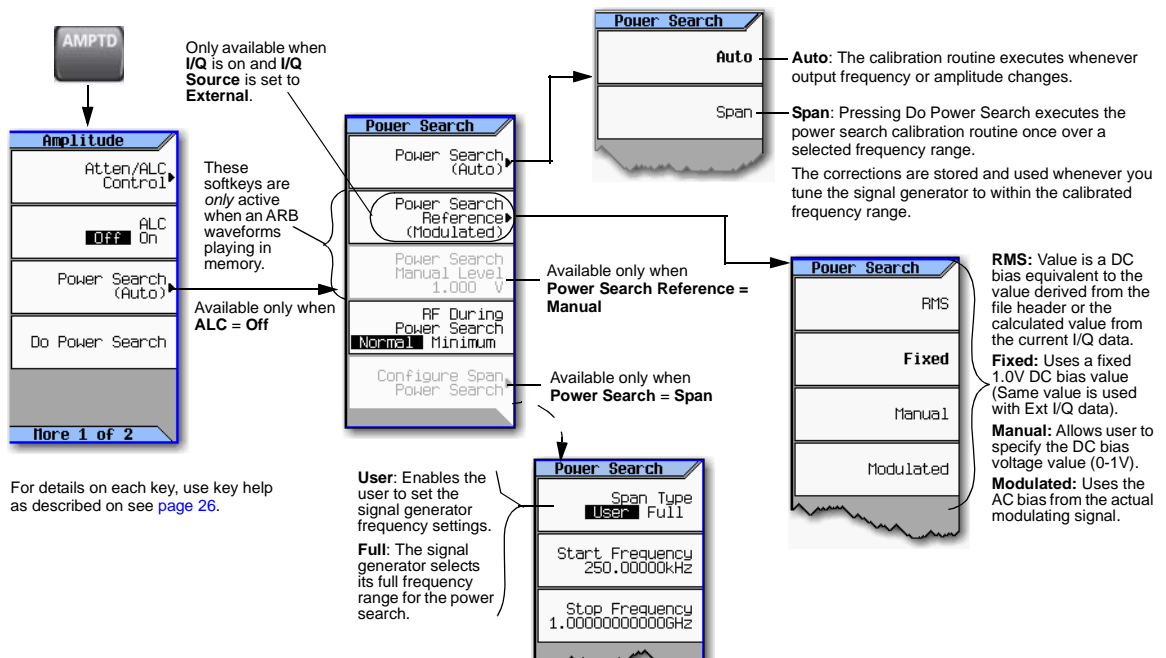 AMPTD
Only available when
I/Q is on and I/Q
Source is set to
External.
Amplitude
Atten/ALC
Control
ALC
Off On
Power Search
(Auto)
Do Power Search
More 1 of 2
These
softkeys are
only active
when an ARB
waveforms
playing in
memory.
Available only when
ALC = Off
For details on each key, use key help
as described on see page 26.
Power Search
Power Search
(Auto)
Power Search
Reference
(Modulated)
Power Search
Manual Level
1.000 V
RF During
Power Search
Normal Minimum
Configure Span
Power Search
Available only when
Power Search Reference =
Manual
Available only when
Power Search = Span
Power Search
Auto
Span
Auto: The calibration routine executes whenever
output frequency or amplitude changes.
Span: Pressing Do Power Search executes the
power search calibration routine once over a
selected frequency range.
The corrections are stored and used whenever you
tune the signal generator to within the calibrated
frequency range.
Power Search
RMS
Fixed
Manual
Modulated
RMS: Value is a DC
bias equivalent to the
value derived from the
file header or the
calculated value from
the current I/Q data.
Fixed: Uses a fixed
1.0V DC bias value
(Same value is used
with Ext I/Q data).
Manual: Allows user to
specify the DC bias
voltage value (0-1V).
Modulated: Uses the
AC bias from the actual
modulating signal.
User: Enables the
user to set the
signal generator
frequency settings.
Full: The signal
generator selects
its full frequency
range for the power
search.
Power Search
Span Type
User Full
Start Frequency
250.00000kHz
Stop Frequency
1.00000000000GHz